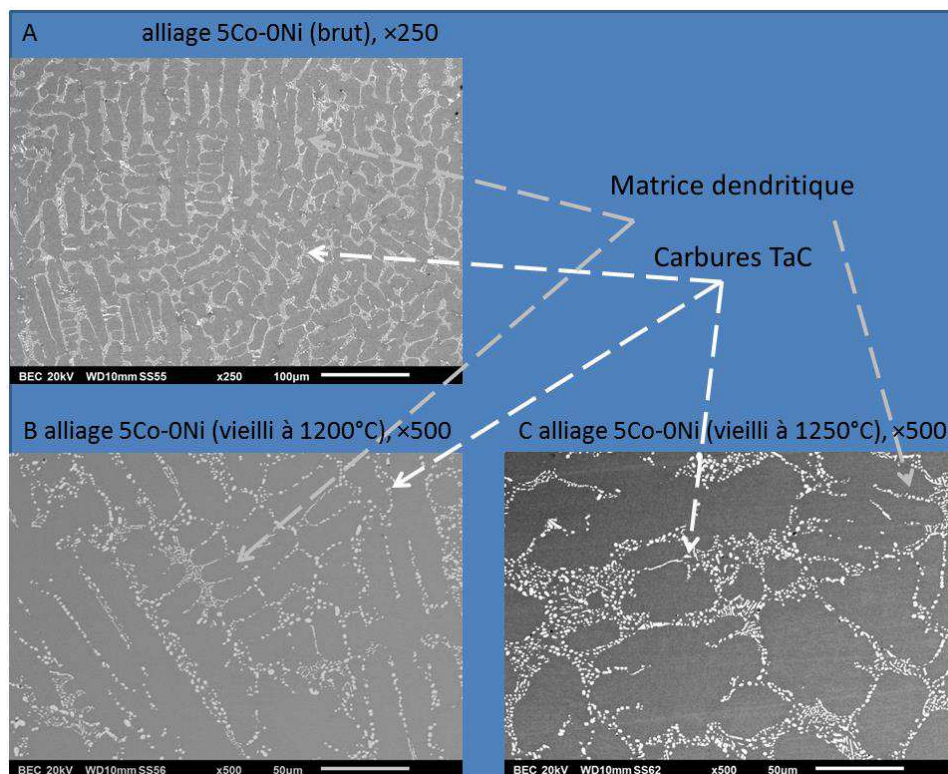 A alliage 5Co-0Ni (brut), ×250
BEC 20kV WD10mm SS55 x250 100µm
Matrice dendritique
Carbures TaC
B alliage 5Co-0Ni (vieilli à 1200°C), ×500
BEC 20kV WD10mm SS56 x500 50µm
C alliage 5Co-0Ni (vieilli à 1250°C), ×500
BEC 20kV WD10mm SS62 x500 50µm